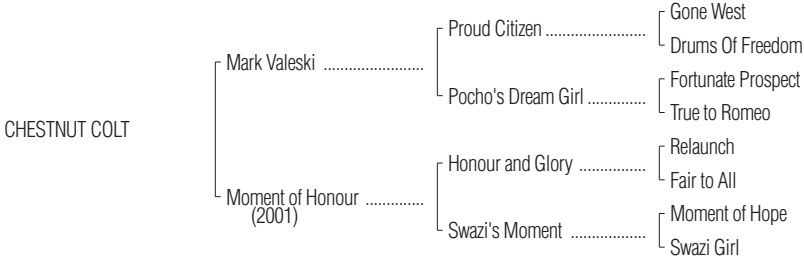 Gone West
Proud Citizen ........................
Drums Of Freedom
Mark Valeski ........................
Fortunate Prospect
Pocho's Dream Girl ..............
True to Romeo
CHESTNUT COLT
Relaunch
Honour and Glory ................
Fair to All
Moment of Honour ..............
(2001)
Moment of Hope
Swazi's Moment ..................
Swazi Girl